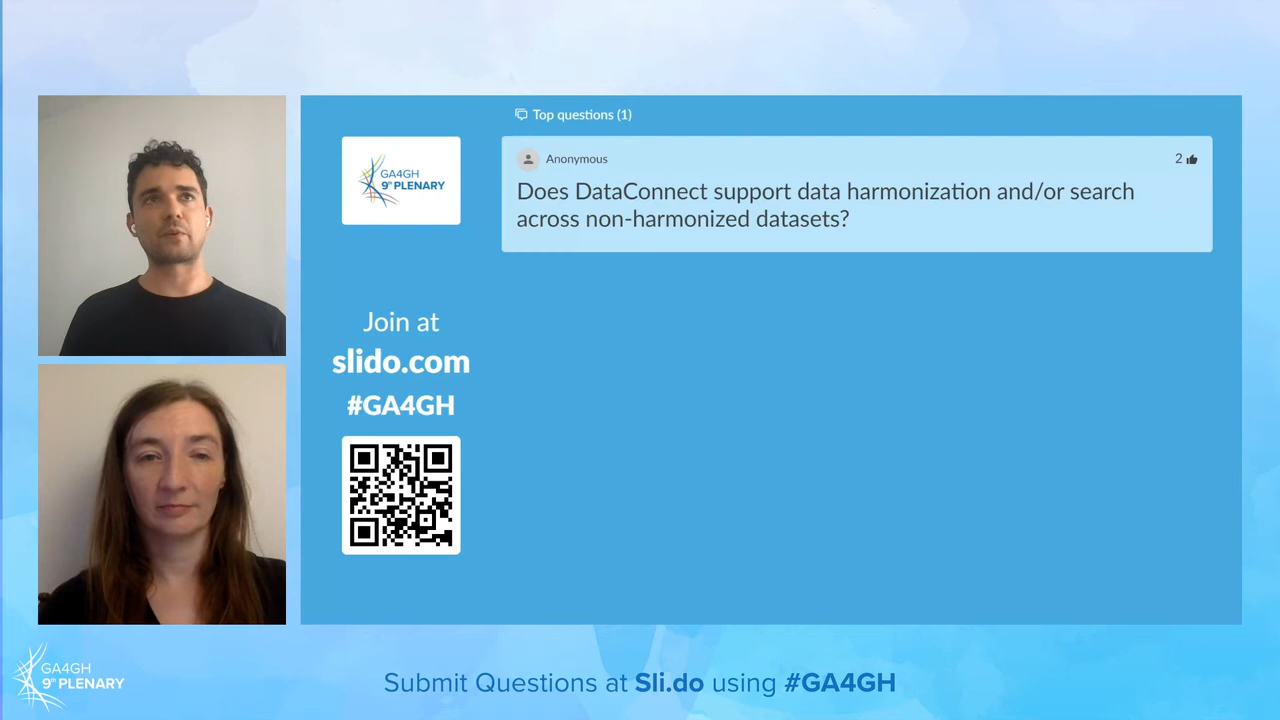 Top questions (1)
GA4GH
9th PLENARY
Anonymous
2
Does DataConnect support data harmonization and/or search
across non-harmonized datasets?
Join at
slido.com
#GA4GH
GA4GH
9th PLENARY
Submit Questions at Sli.do using #GA4GH